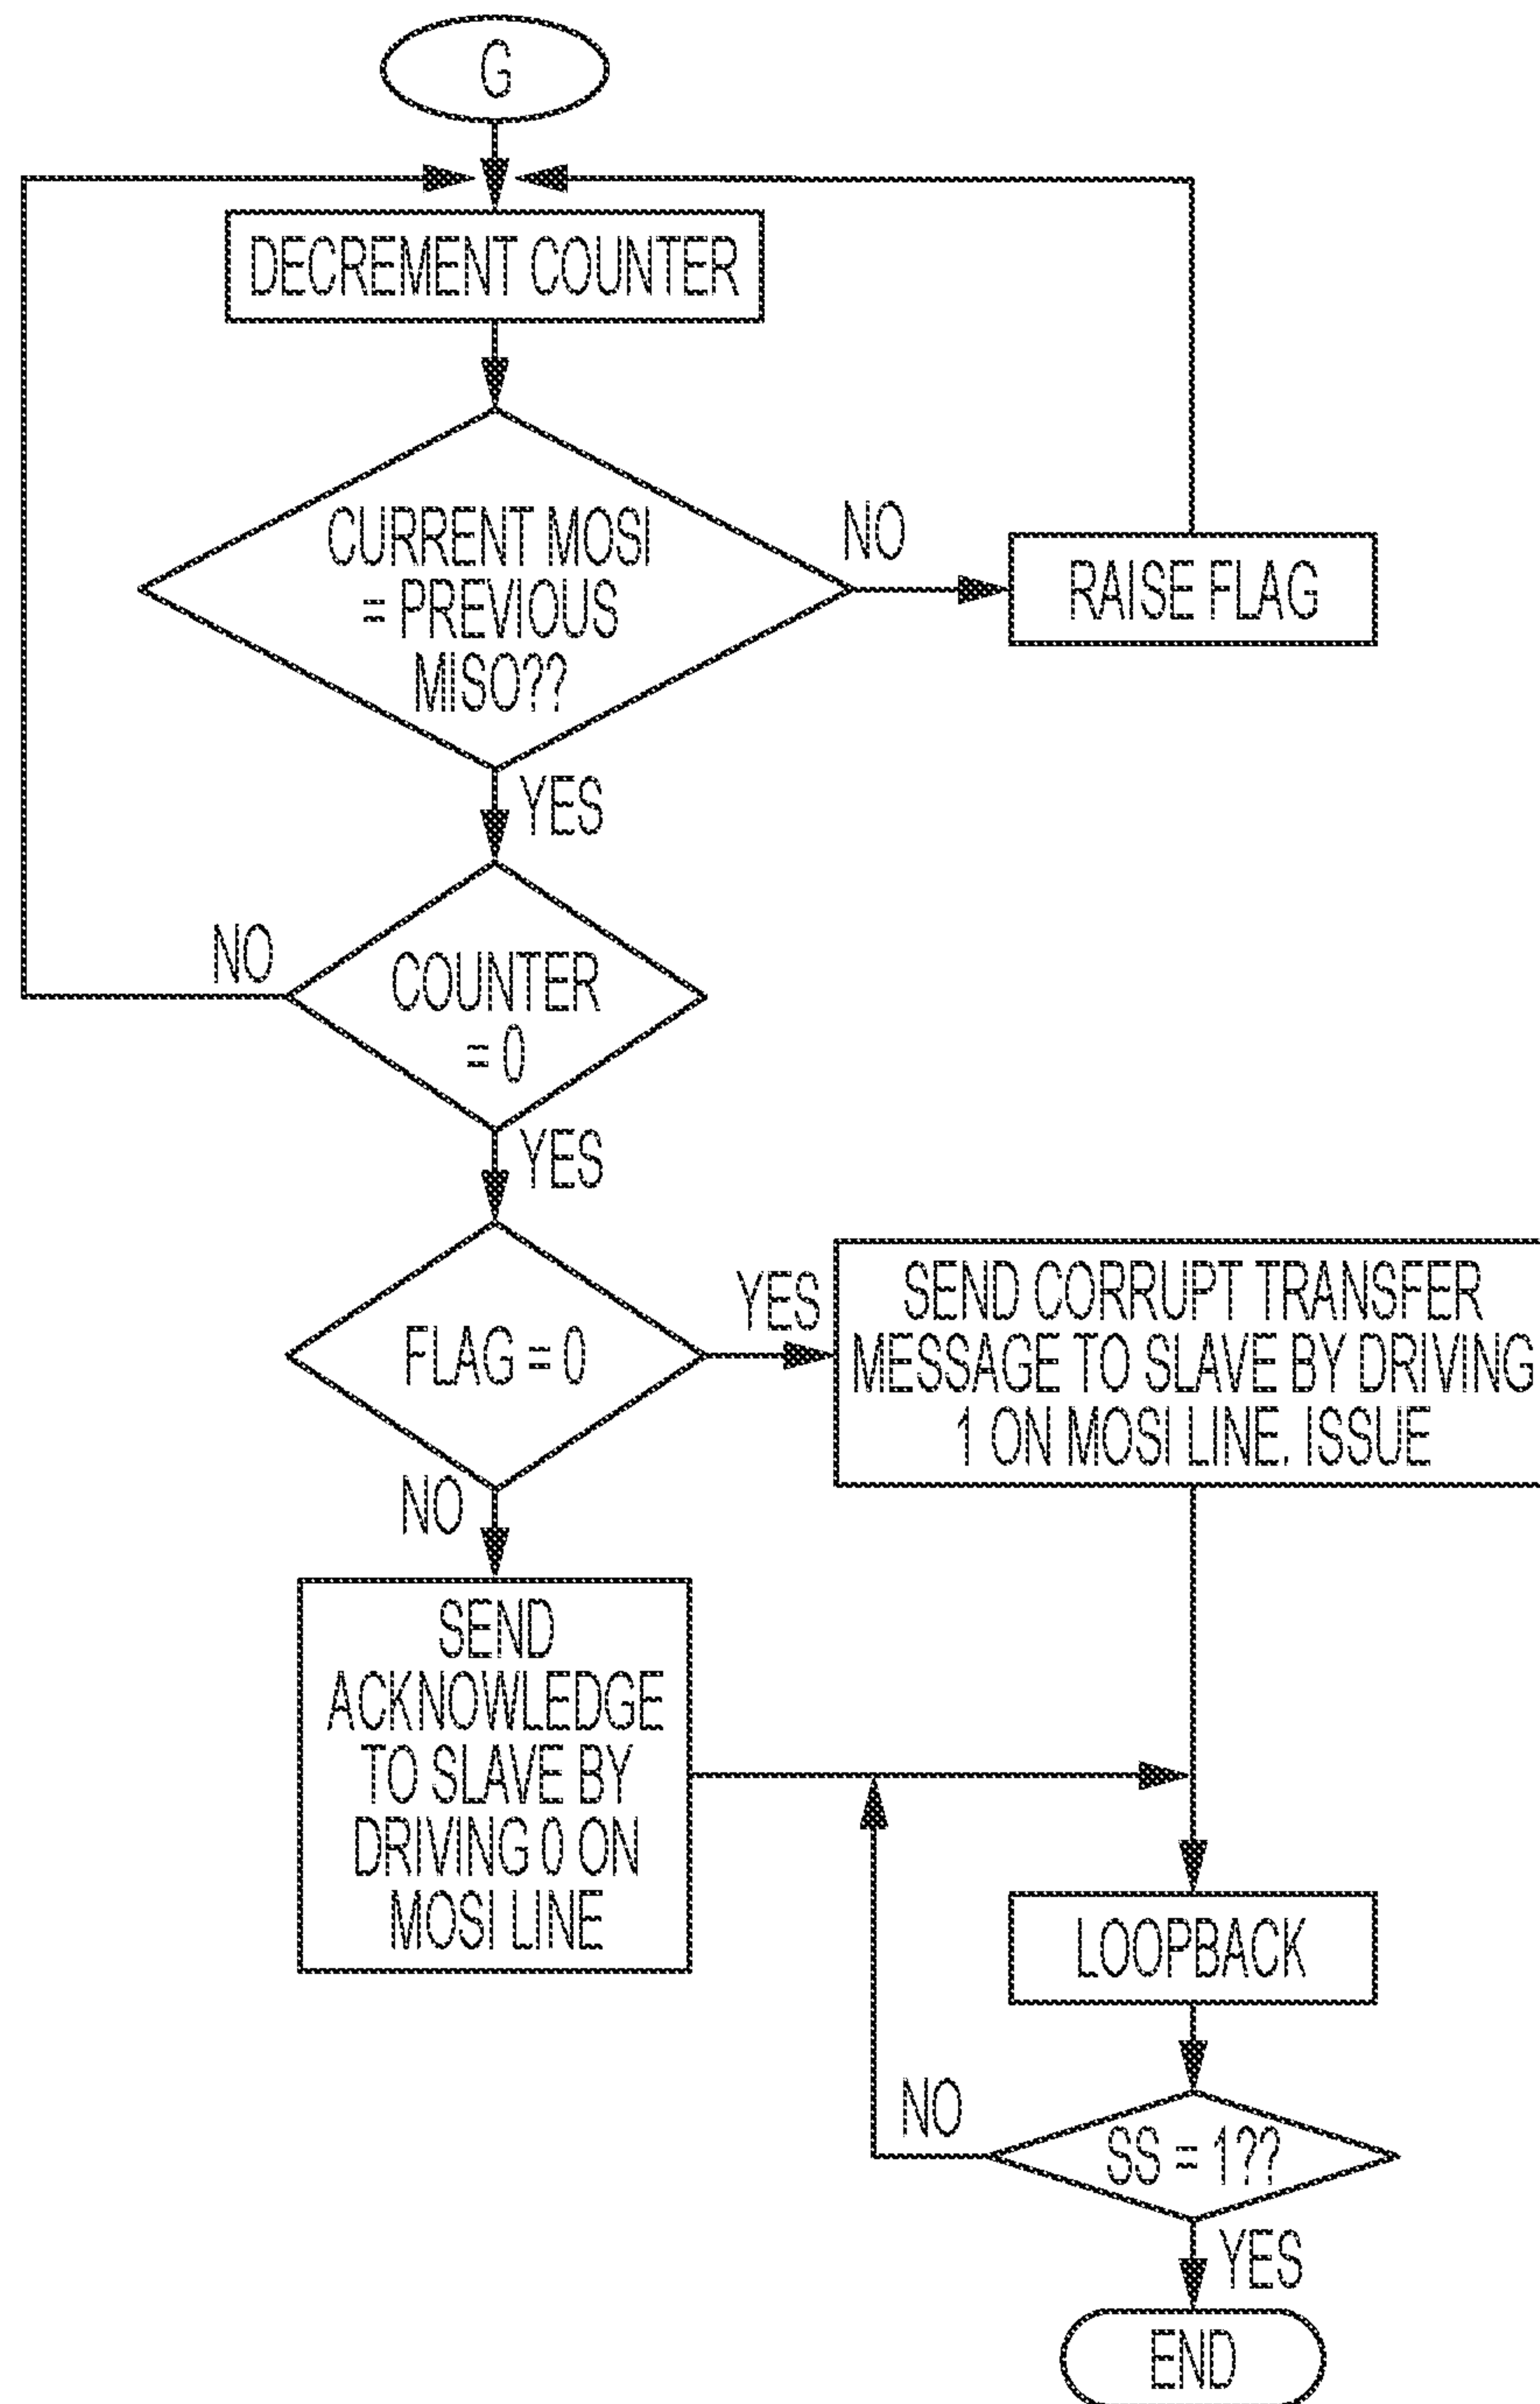 G
DECREMENT COUNTER
CURRENT MOSI
= PREVIOUS
MISO??
NO
RAISE FLAG
YES
NO
COUNTER
= 0
YES
FLAG = 0
YES
SEND CORRUPT TRANSFER
MESSAGE TO SLAVE BY DRIVING
1 ON MOSI LINE. ISSUE
NO
SEND
ACKNOWLEDGE
TO SLAVE BY
DRIVING 0 ON
MOSI LINE
LOOPBACK
NO
SS = 1??
YES
END